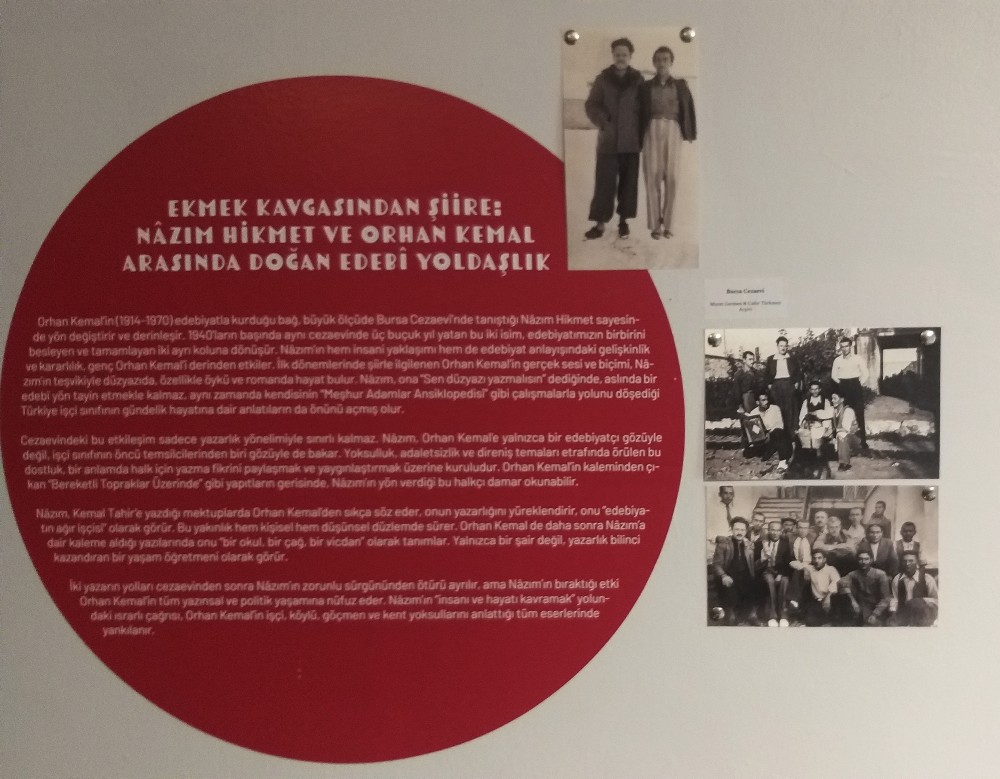 EKMEK KAVGASINDAN ŞİİRE:
NÂZIM HİKMET VE ORHAN KEMAL
ARASINDA DOĞAN EDEBÎ YOLDAŞLIK
Orhan Kemal'in (1914-1970) edebiyatla kurduğu bağ, büyük ölçüde Bursa Cezaevi'nde tanıştığı Nâzım Hikmet sayesin-
de yön değiştirir ve derinleşir. 1940'ların başında aynı cezaevinde üç buçuk yıl yatan bu iki isim, edebiyatımızın birbirini
besleyen ve tamamlayan iki ayrı koluna dönüşür. Nâzım'ın hem insani yaklaşımı hem de edebiyat anlayışındaki gelişkinlik
ve kararlılık, genç Orhan Kemal'i derinden etkiler. İlk dönemlerinde şiirle ilgilenen Orhan Kemal'in gerçek sesi ve biçimi, Nâ-
zım'ın teşvikiyle düzyazıda, özellikle öykü ve romanda hayat bulur. Nâzım, ona "Sen düzyazı yazmalısın" dediğinde, aslında bir
edebî yön tayin etmekle kalmaz, aynı zamanda kendisinin "Meşhur Adamlar Ansiklopedisi" gibi çalışmalarla yolunu döşediği
Türkiye işçi sınıfının gündelik hayatına dair anlatıların da önünü açmış olur.
Cezaevindeki bu etkileşim sadece yazarlık yönelimiyle sınırlı kalmaz. Nâzım, Orhan Kemal'e yalnızca bir edebiyatçı gözüyle
değil, işçi sınıfının öncü temsilcilerinden biri gözüyle de bakar. Yoksulluk, adaletsizlik ve direniş temaları etrafında örülen bu
dostluk, bir anlamda halk için yazma fikrini paylaşmak ve yaygınlaştırmak üzerine kuruludur. Orhan Kemal'in kaleminden çı-
kan "Bereketli Topraklar Üzerinde" gibi yapıtların gerisinde, Nâzım'ın yön verdiği bu halkçı damar okunabilir.
Nâzım, Kemal Tahir'e yazdığı mektuplarda Orhan Kemal'den sıkça söz eder, onun yazarlığını yüreklendirir, onu "edebiya-
tın ağır işçisi" olarak görür. Bu yakınlık hem kişisel hem düşünsel düzlemde sürer. Orhan Kemal de daha sonra Nâzım'a
dair kaleme aldığı yazılarında onu "bir okul, bir çağ, bir vicdan" olarak tanımlar. Yalnızca bir şair değil, yazarlık bilinci
kazandıran bir yaşam öğretmeni olarak görür.
İki yazarın yolları cezaevinden sonra Nâzım'ın zorunlu sürgününden ötürü ayrılır, ama Nâzım'ın bıraktığı etki
Orhan Kemal'in tüm yazınsal ve politik yaşamına nüfuz eder. Nâzım'ın "insanı ve hayatı kavramak" yolun-
daki ısrarlı çağrısı, Orhan Kemal'in işçi, köylü, göçmen ve kent yoksullarını anlattığı tüm eserlerinde
yankılanır.
Bursa Cezaevi